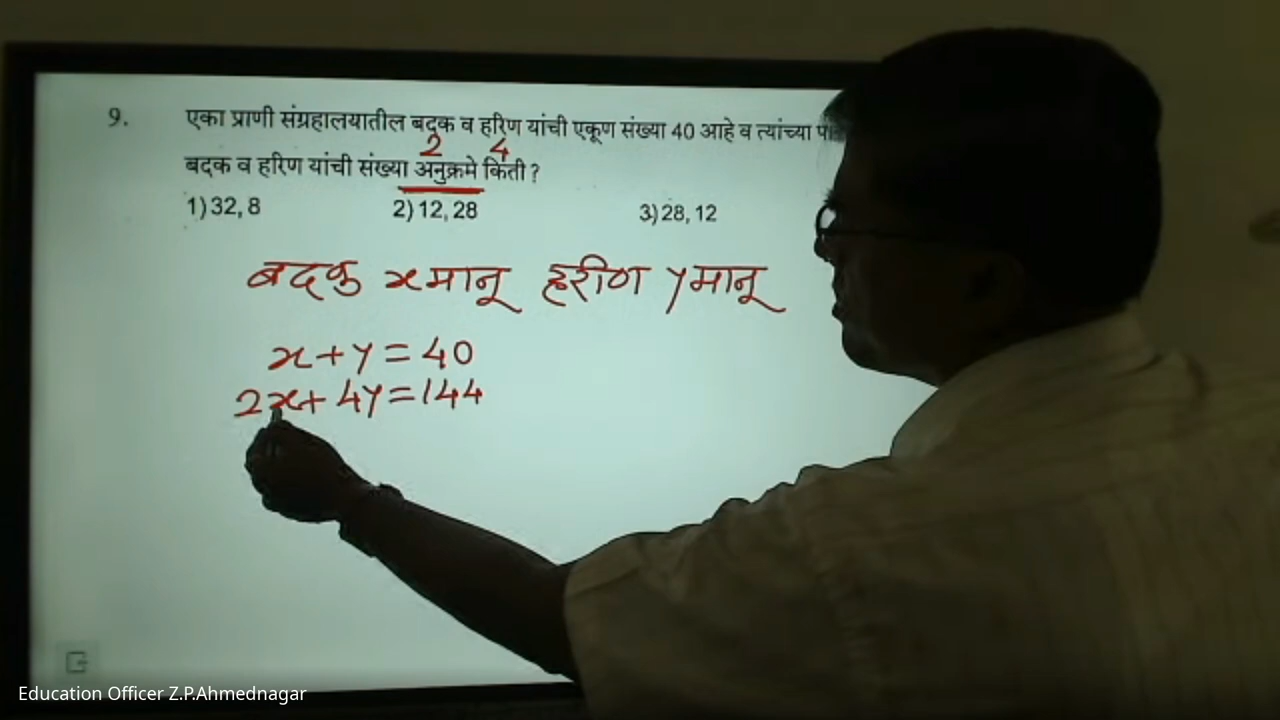 9. एका प्राणी संग्रहालयातील बदक व हरिण यांची एकूण संख्या 40 आहे व त्यांच्या
2 4
बदक व हरिण यांची संख्या अनुक्रमे किती ?
1) 32, 8 2) 12, 28 3) 28, 12
बदक x मानू हरीण y मानू
x + y = 40
2x + 4y = 144
Education Officer Z.P.Ahmednagar